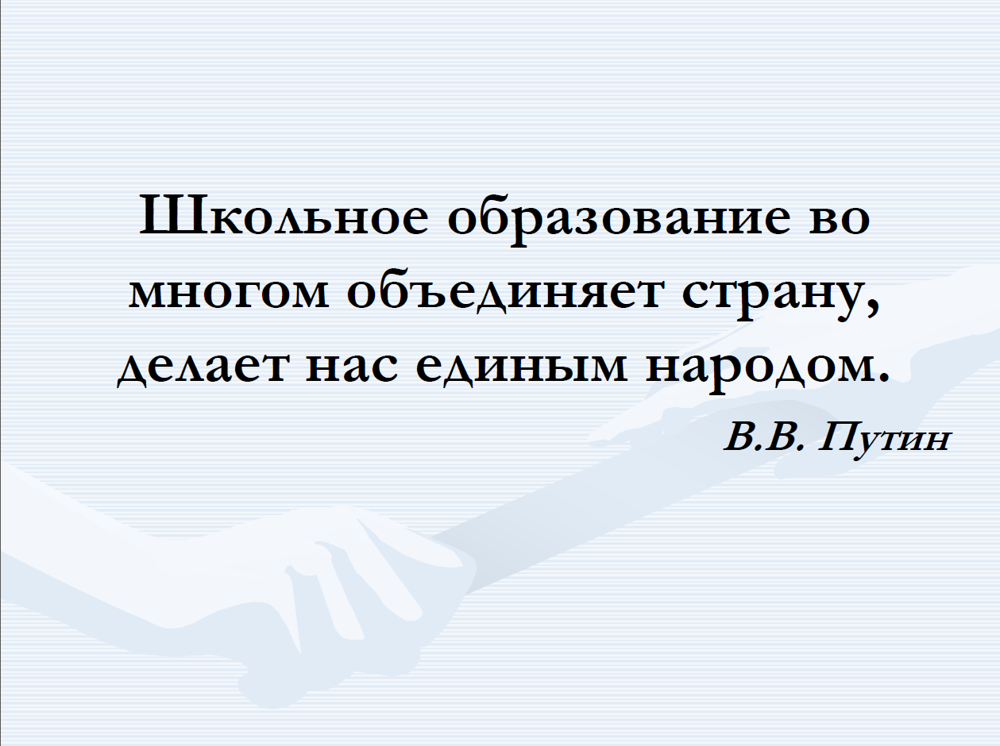 Школьное образование во
многом объединяет страну,
делает нас единым народом.
В.В. Путин